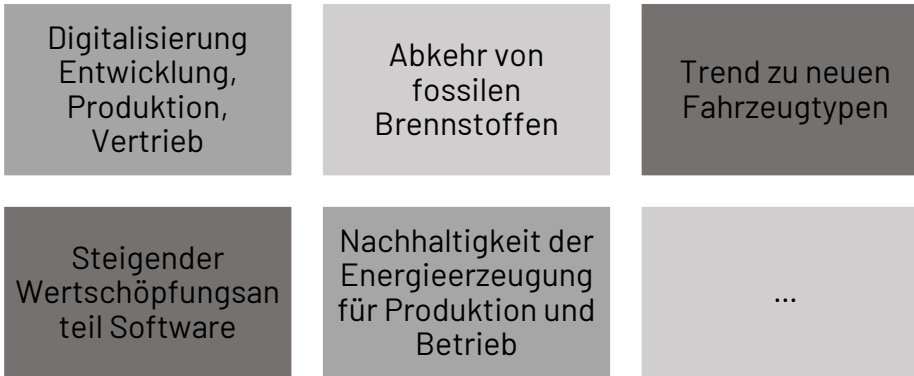 Digitalisierung
Entwicklung,
Produktion,
Vertrieb
Abkehr von
fossilen
Brennstoffen
Trend zu neuen
Fahrzeugtypen
Steigender
Wertschöpfungsan
teil Software
Nachhaltigkeit der
Energieerzeugung
für Produktion und
Betrieb
...